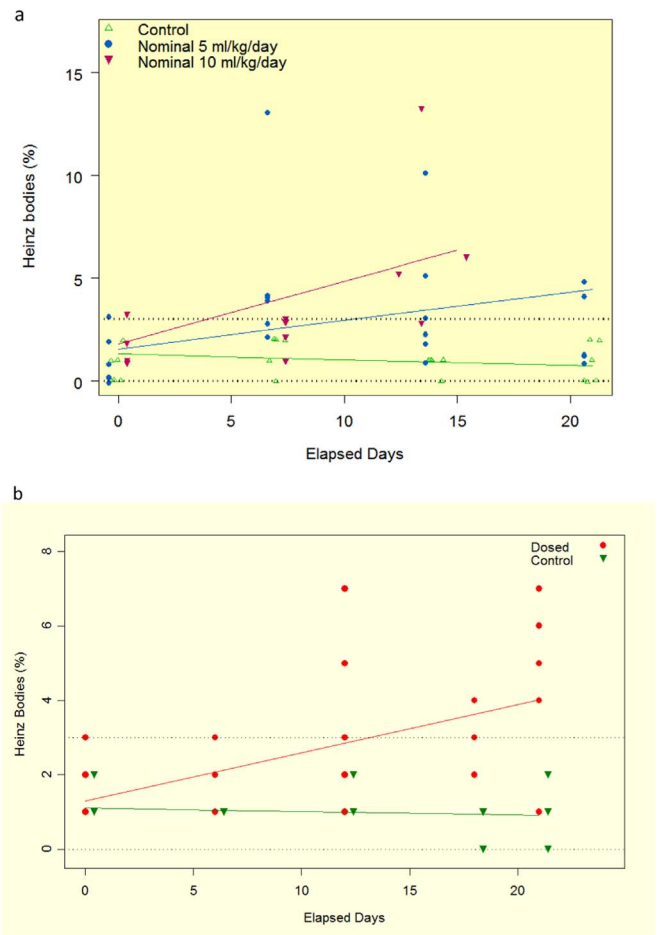 a
Control
Nominal 5 ml/kg/day
Nominal 10 ml/kg/day
15
10
5
0
Heinz bodies (%)
0 5 10 15 20
Elapsed Days
b
Dosed
Control
8
6
4
2
0
Heinz Bodies (%)
0 5 10 15 20
Elapsed Days